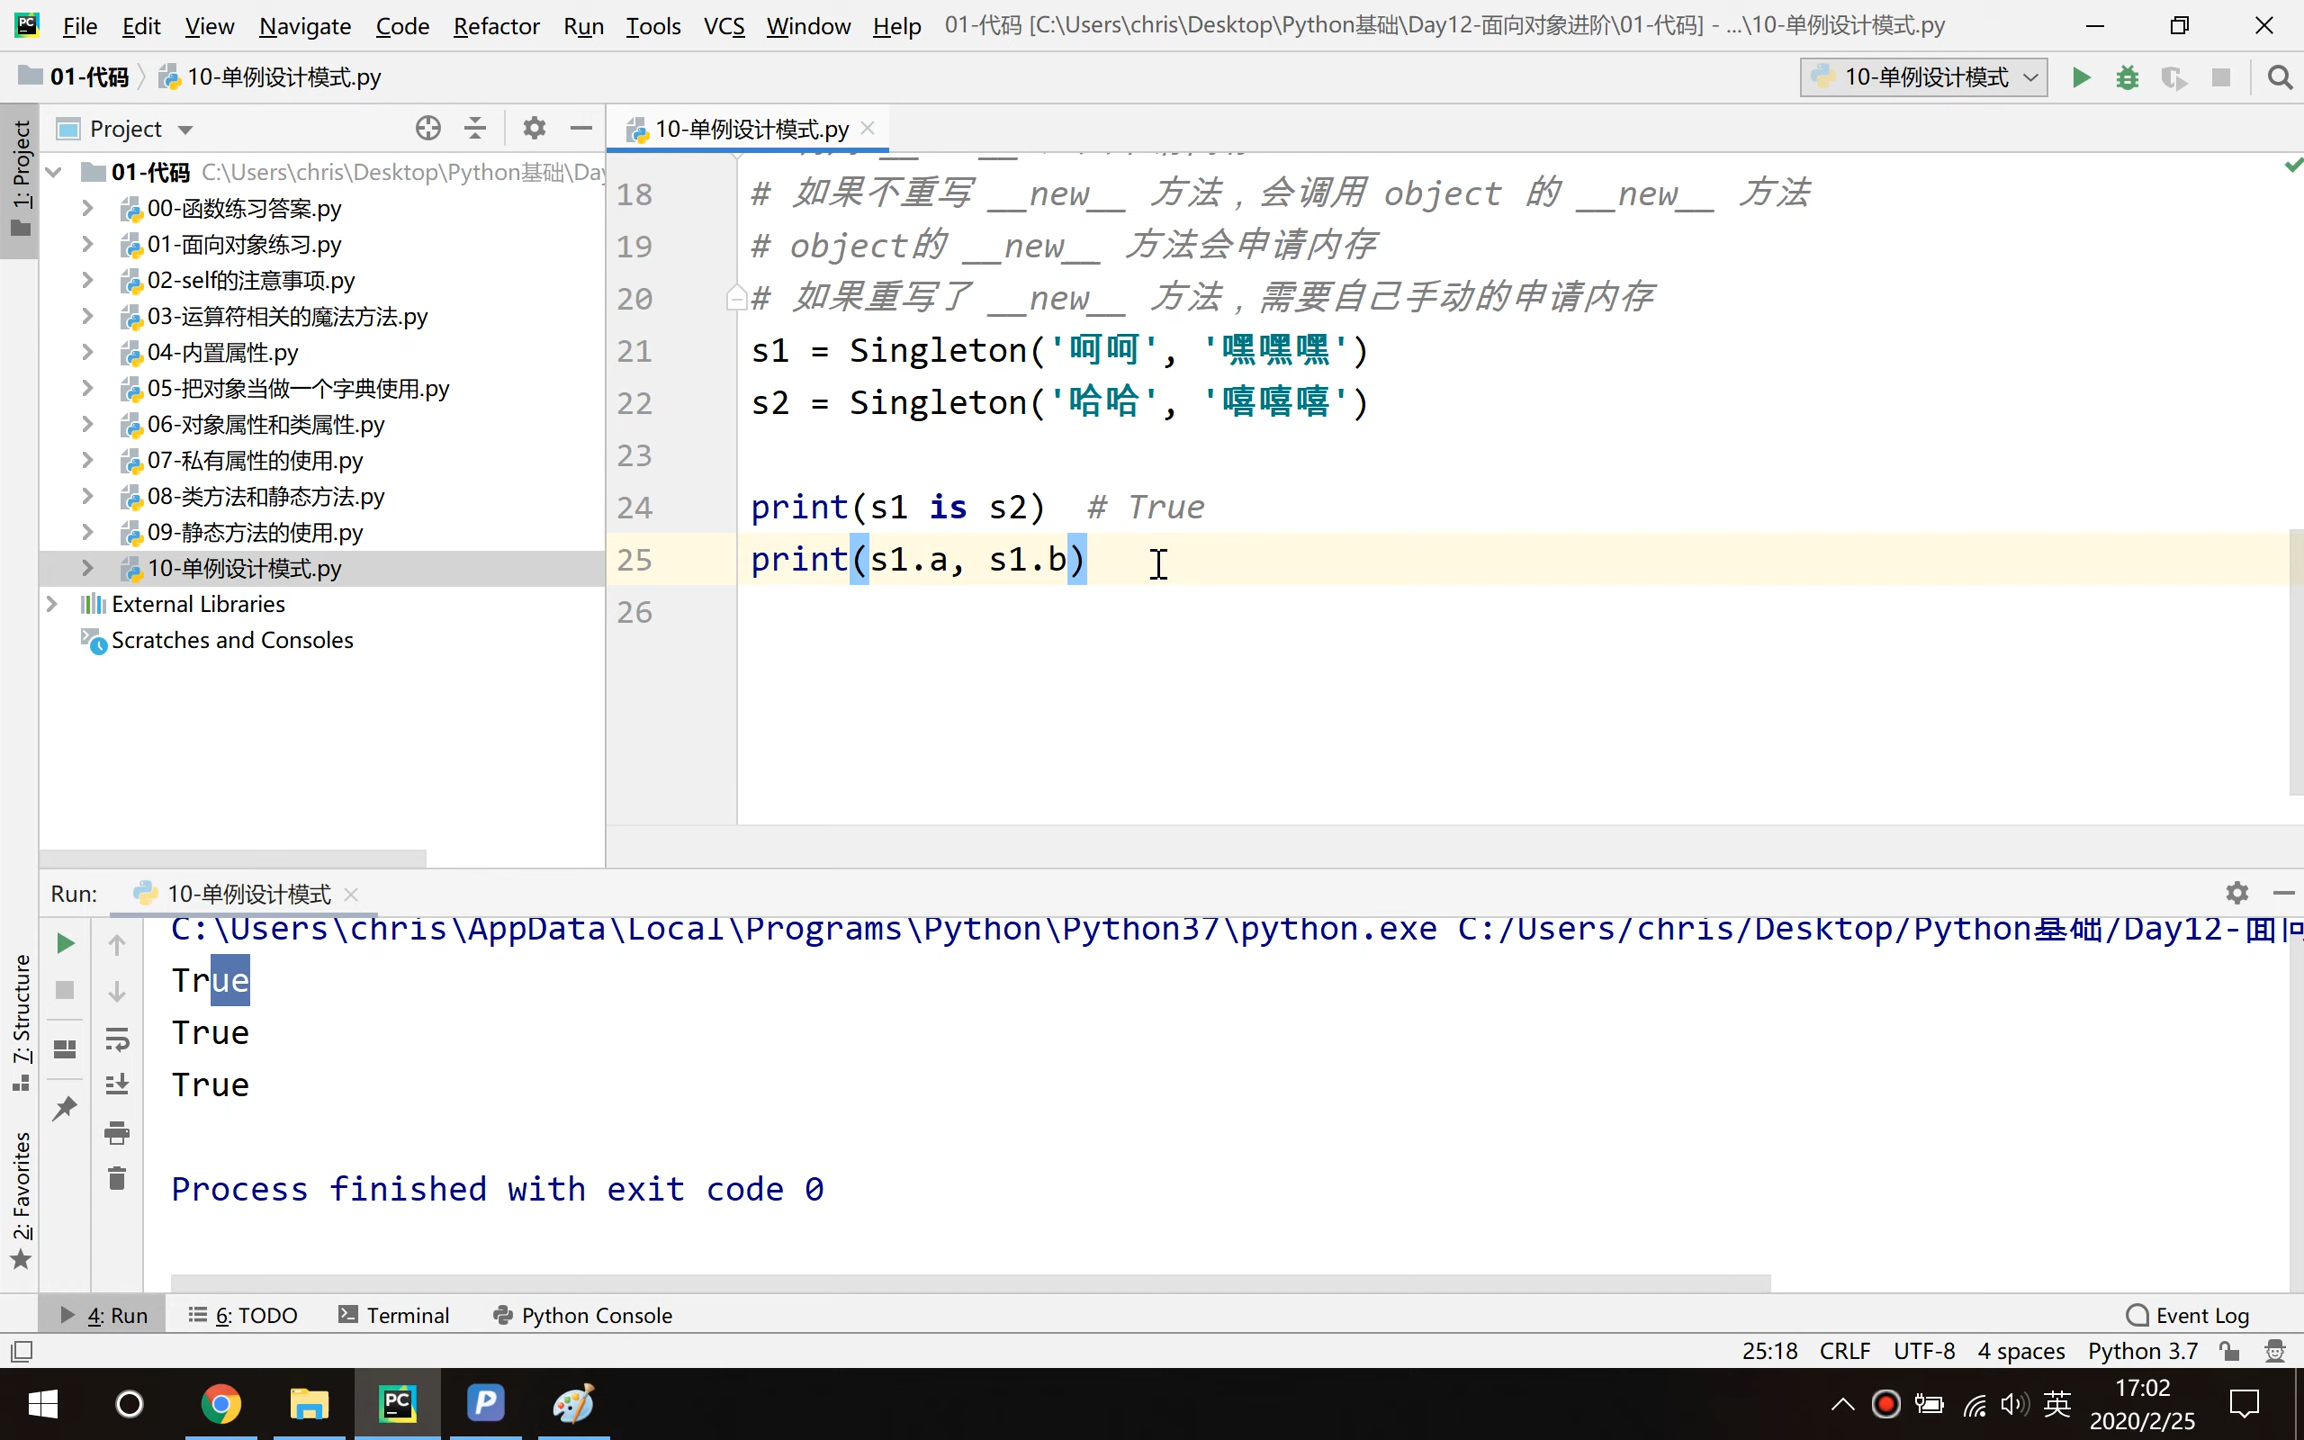 File Edit View Navigate Code Refactor Run Tools VCS Window Help 01-代码 [C:\Users\chris\Desktop\Python基础\Day12-面向对象进阶\01-代码] - ...\10-单例设计模式.py
01-代码 10-单例设计模式.py
10-单例设计模式
1: Project
Project
10-单例设计模式.py
01-代码 C:\Users\chris\Desktop\Python基础\Da
00-函数练习答案.py
01-面向对象练习.py
02-self的注意事项.py
03-运算符相关的魔法方法.py
04-内置属性.py
05-把对象当做一个字典使用.py
06-对象属性和类属性.py
07-私有属性的使用.py
08-类方法和静态方法.py
09-静态方法的使用.py
10-单例设计模式.py
External Libraries
Scratches and Consoles
18 # 如果不重写 __new__ 方法，会调用 object 的 __new__ 方法
19 # object的 __new__ 方法会申请内存
20 # 如果重写了 __new__ 方法，需要自己手动的申请内存
21 s1 = Singleton('呵呵', '嘿嘿嘿')
22 s2 = Singleton('哈哈', '嘻嘻嘻')
23
24 print(s1 is s2)  # True
25 print(s1.a, s1.b)
26
Run: 10-单例设计模式
C:\Users\chris\AppData\Local\Programs\Python\Python37\python.exe C:/Users/chris/Desktop/Python基础/Day12-面向
True
True
True
Process finished with exit code 0
7: Structure
2: Favorites
4: Run 6: TODO Terminal Python Console Event Log
25:18 CRLF UTF-8 4 spaces Python 3.7
英 17:02
2020/2/25